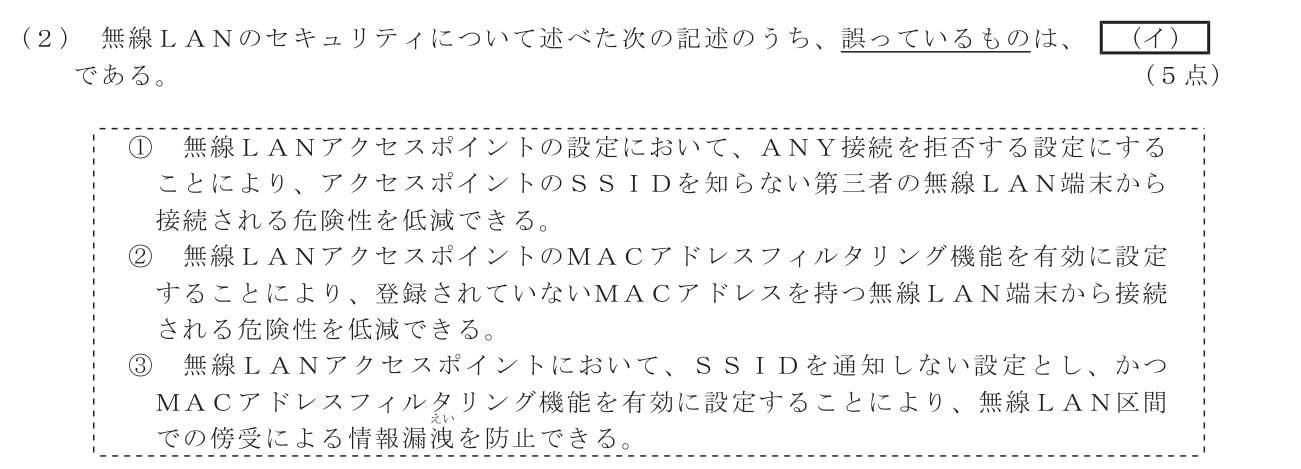 (２)　無線ＬＡＮのセキュリティについて述べた次の記述のうち、誤っているものは、　(イ)
である。　(５点)
①　無線ＬＡＮアクセスポイントの設定において、ＡＮＹ接続を拒否する設定にする
ことにより、アクセスポイントのＳＳＩＤを知らない第三者の無線ＬＡＮ端末から
接続される危険性を低減できる。
②　無線ＬＡＮアクセスポイントのMACアドレスフィルタリング機能を有効に設定
することにより、登録されていないMACアドレスを持つ無線ＬＡＮ端末から接続
される危険性を低減できる。
③　無線ＬＡＮアクセスポイントにおいて、ＳＳＩＤを通知しない設定とし、かつ
MACアドレスフィルタリング機能を有効に設定することにより、無線ＬＡＮ区間
えい
での傍受による情報漏洩を防止できる。